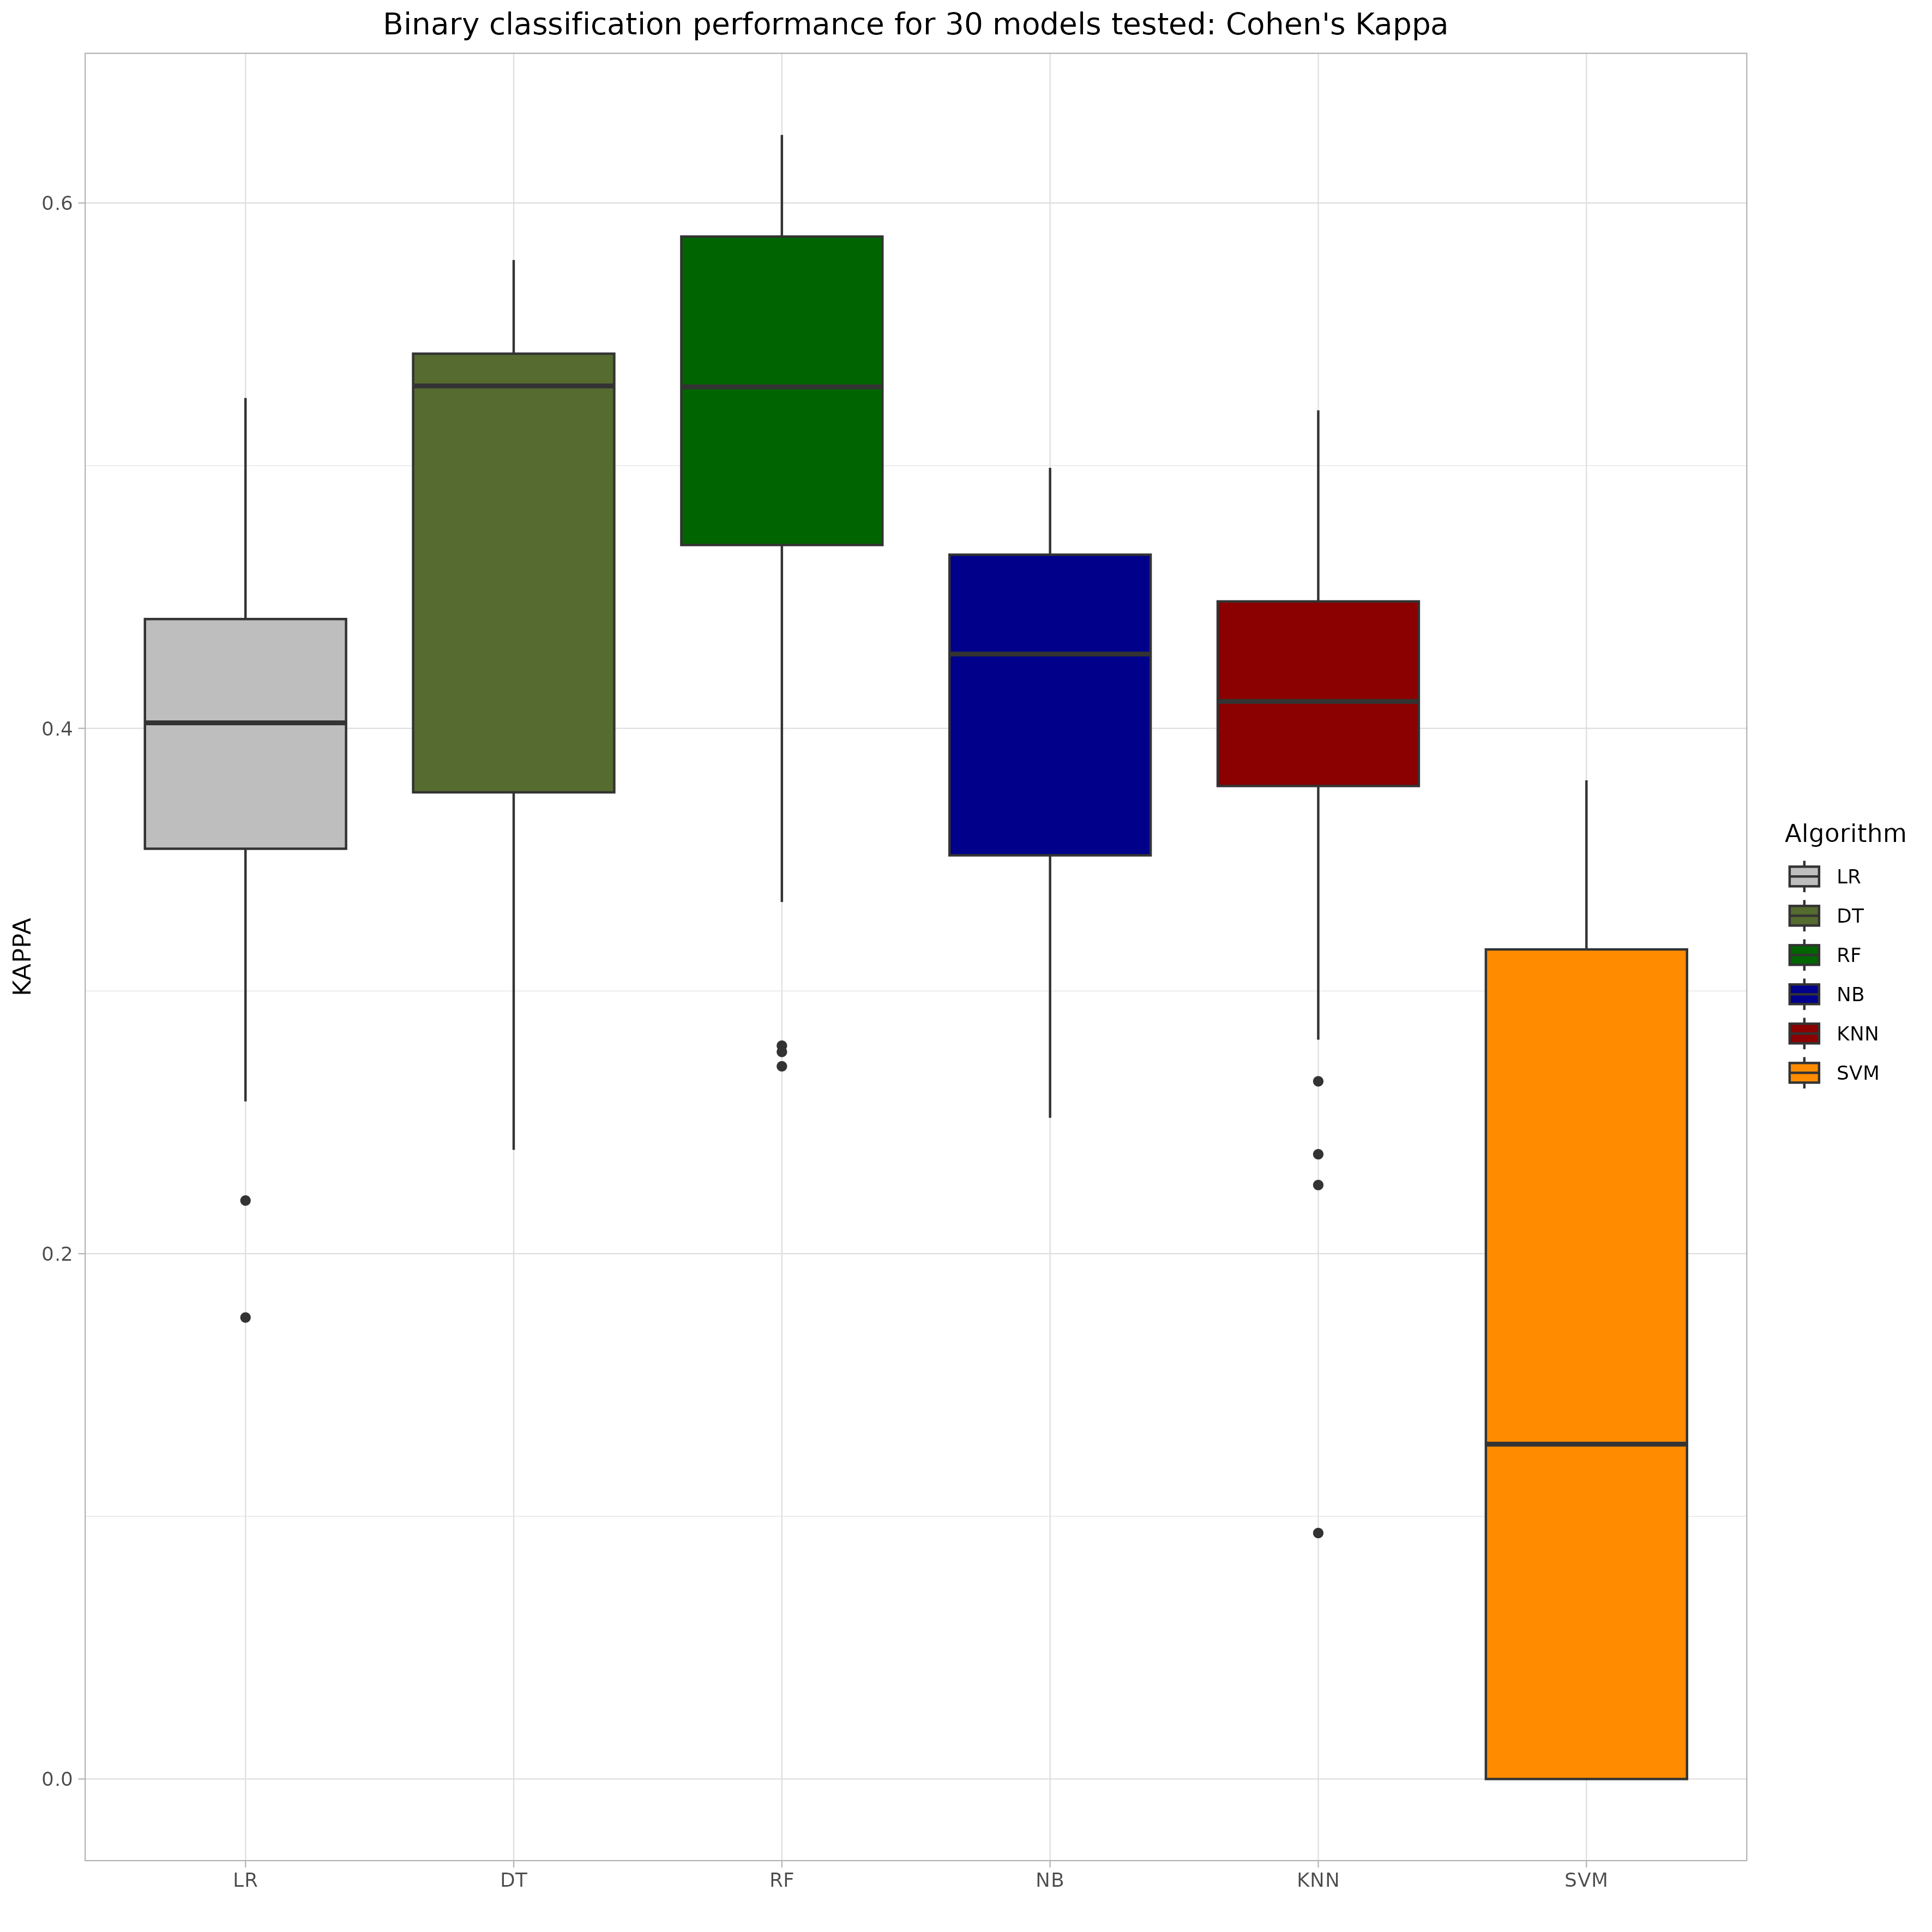 Binary classification performance for 30 models tested: Cohen's Kappa
0.6
0.4
0.2
0.0
KAPPA
LR DT RF NB KNN SVM
Algorithm
LR
DT
RF
NB
KNN
SVM